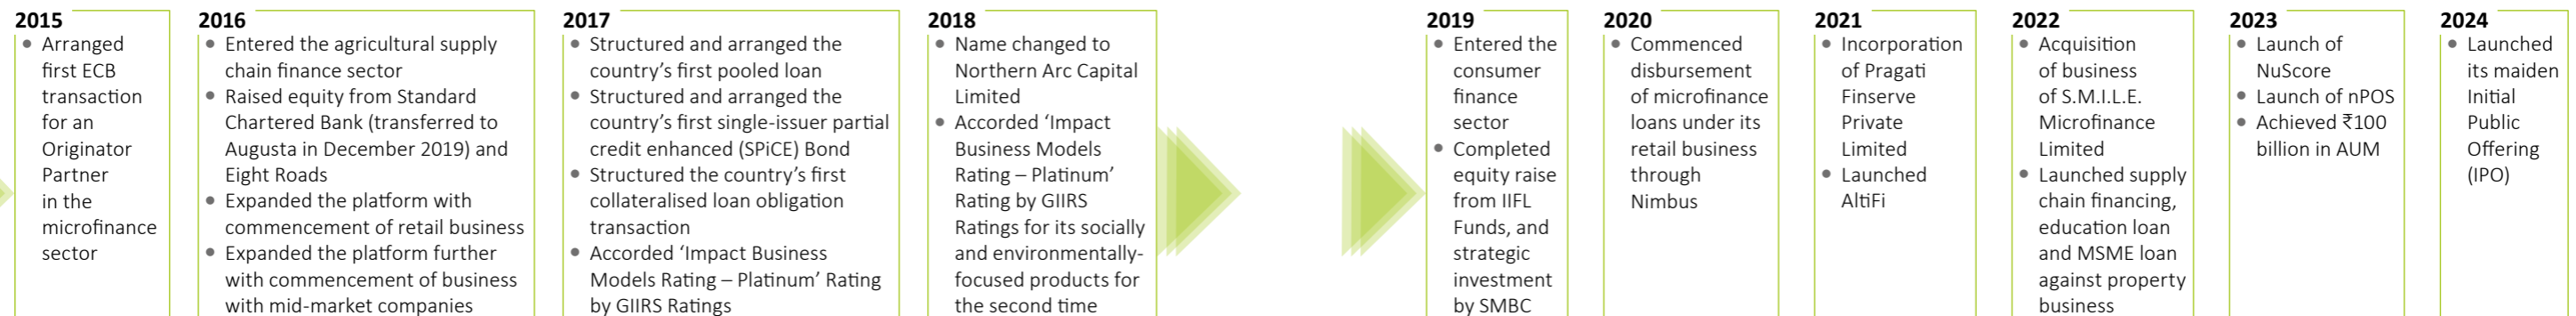 2015
• Arranged
first ECB
transaction
for an
Originator
Partner
in the
microfinance
sector
2016
• Entered the agricultural supply
chain finance sector
• Raised equity from Standard
Chartered Bank (transferred to
Augusta in December 2019) and
Eight Roads
• Expanded the platform with
commencement of retail business
• Expanded the platform further
with commencement of business
with mid-market companies
2017
• Structured and arranged the
country's first pooled loan
• Structured and arranged the
country's first single-issuer partial
credit enhanced (SPiCE) Bond
• Structured the country's first
collateralised loan obligation
transaction
• Accorded 'Impact Business
Models Rating – Platinum' Rating
by GIIRS Ratings
2018
• Name changed to
Northern Arc Capital
Limited
• Accorded 'Impact
Business Models
Rating – Platinum'
Rating by GIIRS
Ratings for its socially
and environmentally-
focused products for
the second time
2019
• Entered the
consumer
finance
sector
• Completed
equity raise
from IIFL
Funds, and
strategic
investment
by SMBC
2020
• Commenced
disbursement
of microfinance
loans under its
retail business
through
Nimbus
2021
• Incorporation
of Pragati
Finserve
Private
Limited
• Launched
AltiFi
2022
• Acquisition
of business
of S.M.I.L.E.
Microfinance
Limited
• Launched supply
chain financing,
education loan
and MSME loan
against property
business
2023
• Launch of
NuScore
• Launch of nPOS
• Achieved ₹100
billion in AUM
2024
• Launched
its maiden
Initial
Public
Offering
(IPO)